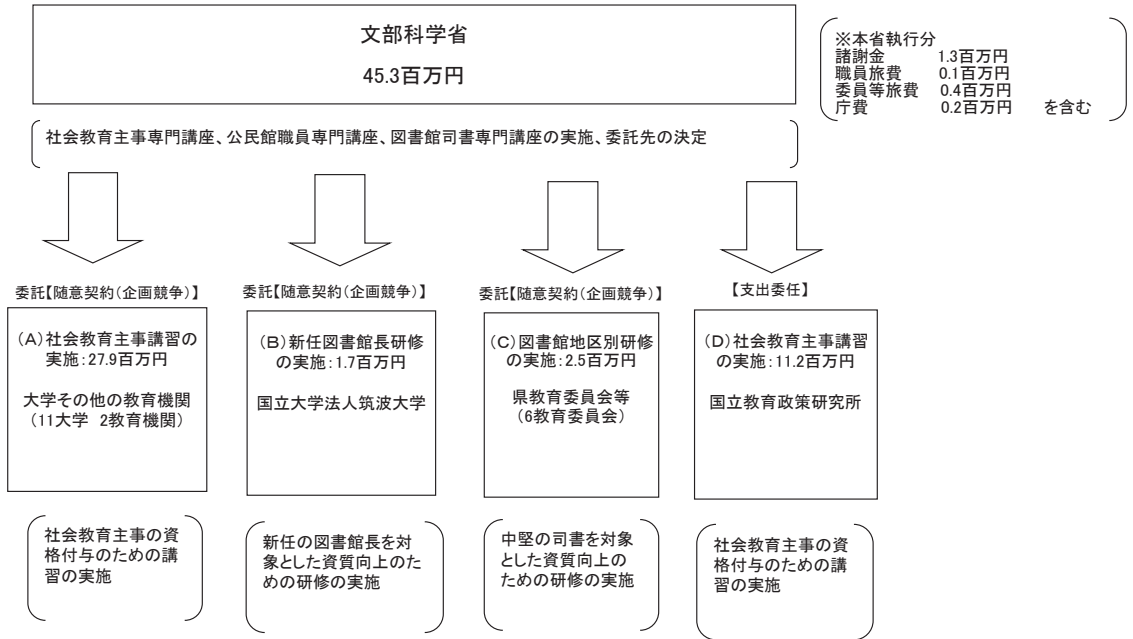 文部科学省
45.3百万円
※本省執行分
諸謝金 1.3百万円
職員旅費 0.1百万円
委員等旅費 0.4百万円
庁費 0.2百万円 を含む
社会教育主事専門講座、公民館職員専門講座、図書館司書専門講座の実施、委託先の決定
委託【随意契約(企画競争)】
(A)社会教育主事講習の
実施:27.9百万円
大学その他の教育機関
(11大学 2教育機関)
社会教育主事の資
格付与のための講
習の実施
委託【随意契約(企画競争)】
(B)新任図書館長研修
の実施:1.7百万円
国立大学法人筑波大学
新任の図書館長を対
象とした資質向上のた
めの研修の実施
委託【随意契約(企画競争)】
(C)図書館地区別研修
の実施:2.5百万円
県教育委員会等
(6教育委員会)
中堅の司書を対象
とした資質向上の
ための研修の実施
【支出委任】
(D)社会教育主事講習
の実施:11.2百万円
国立教育政策研究所
社会教育主事の資
格付与のための講
習の実施